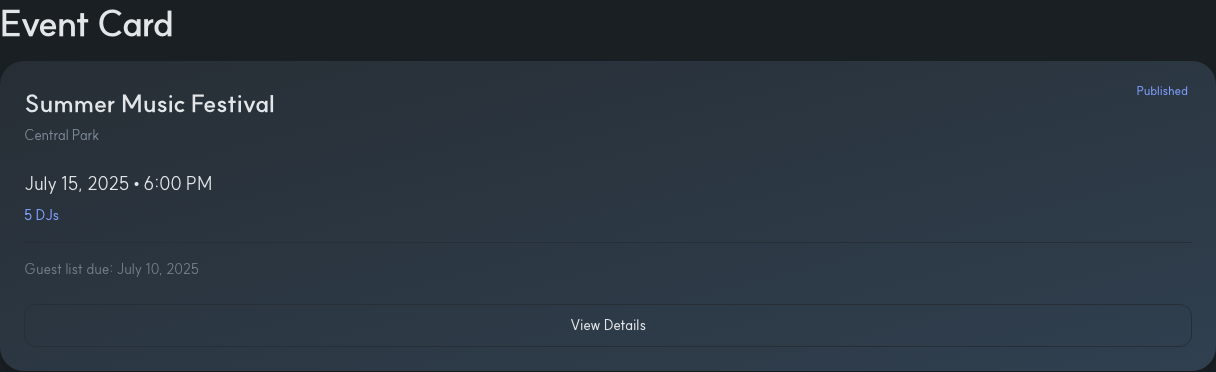 Event Card
Summer Music Festival
Published
Central Park
July 15, 2025 • 6:00 PM
5 DJs
Guest list due: July 10, 2025
View Details